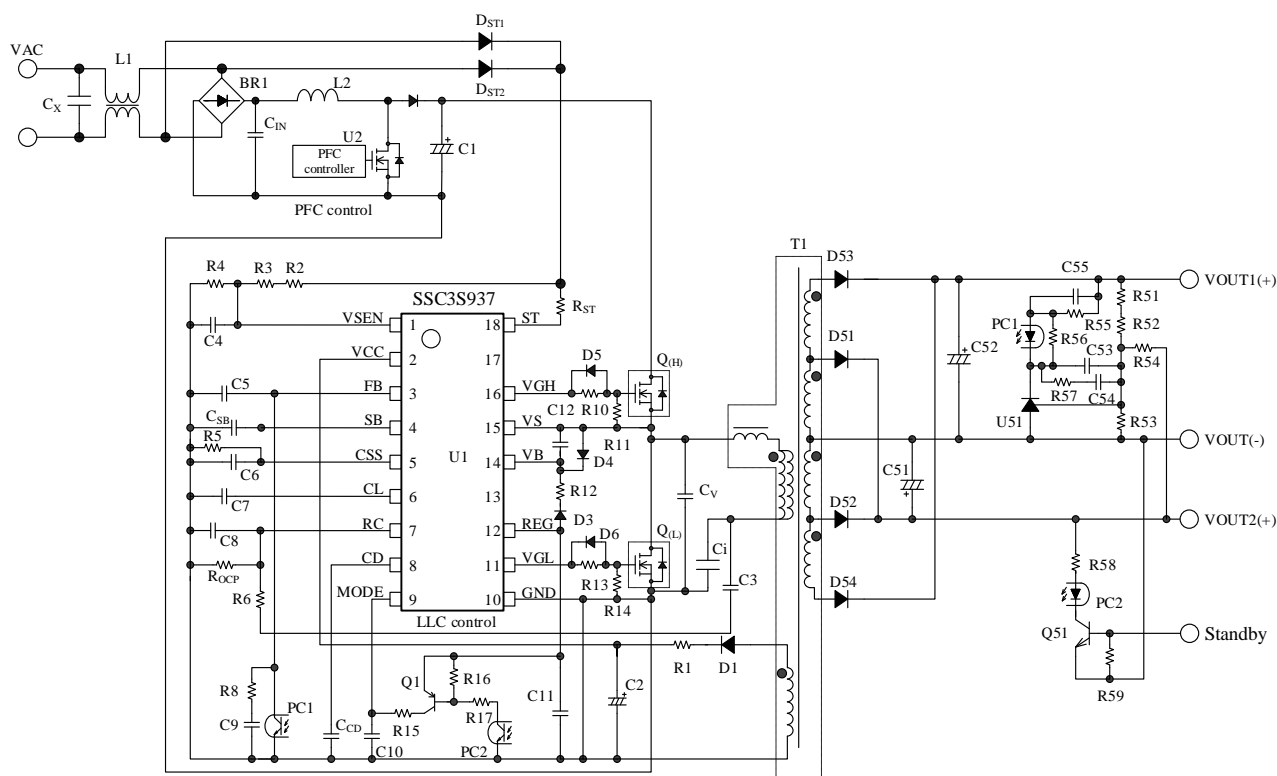 DST1
VAC
L1
DST2
BR1
L2
CX
CIN
U2
PFC
controller
C1
PFC control
T1
R4
R3
R2
RST
SSC3S937
C4
VSEN
1
18
ST
VCC
2
17
C5
FB
3
16
VGH
D5
R10
Q(H)
CSB
SB
4
15
VS
C12
R11
R5
C6
CSS
5
U1
14
VB
D4
C7
CL
6
13
R12
C8
RC
7
12
REG
D3
ROCP
CD
8
11
VGL
D6
R13
Q(L)
R6
MODE
9
10
GND
R14
LLC control
CV
Ci
C3
D53
D51
D52
D54
C52
C51
C55
PC1
R55
R56
C53
R57
C54
U51
R51
R52
R54
R53
VOUT1(+)
VOUT(-)
VOUT2(+)
R58
PC2
Q51
R59
Standby
R1
D1
R8
C9
PC1
CCD
C10
Q1
R15
R16
R17
PC2
C11
C2